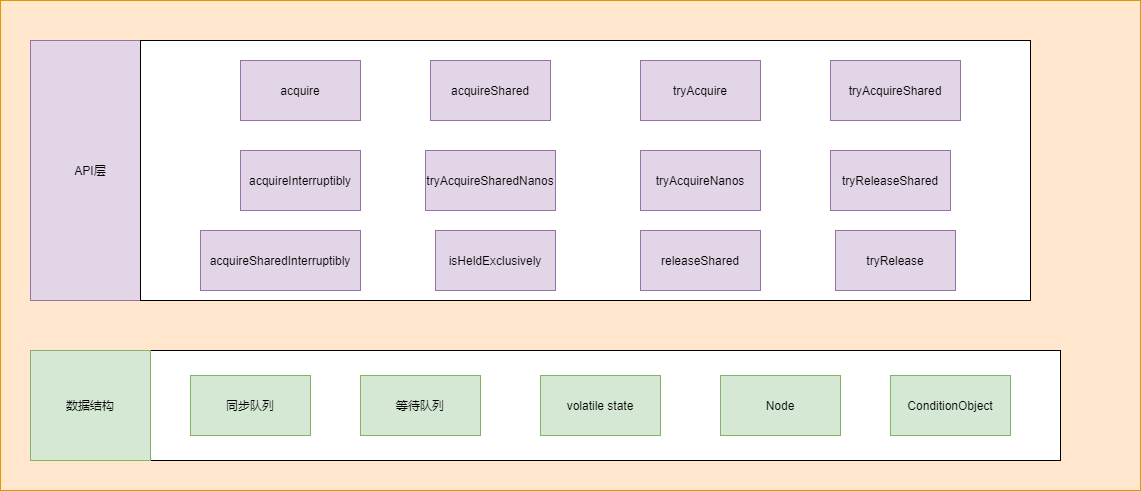 API层
acquire
acquireShared
tryAcquire
tryAcquireShared
acquireInterruptibly
tryAcquireSharedNanos
tryAcquireNanos
tryReleaseShared
acquireSharedInterruptibly
isHeldExclusively
releaseShared
tryRelease
数据结构
同步队列
等待队列
volatile state
Node
ConditionObject